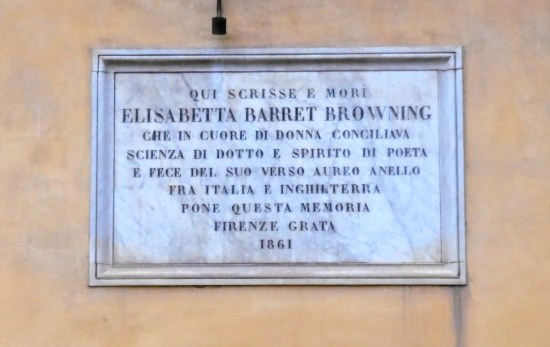 QUI SCRISSE E MORÌ
ELISABETTA BARRET BROWNING
CHE IN CUORE DI DONNA CONCILIAVA
SCIENZA DI DOTTO E SPIRITO DI POETA
E FECE DEL SUO VERSO AUREO ANELLO
FRA ITALIA E INGHILTERRA
PONE QUESTA MEMORIA
FIRENZE GRATA
1861